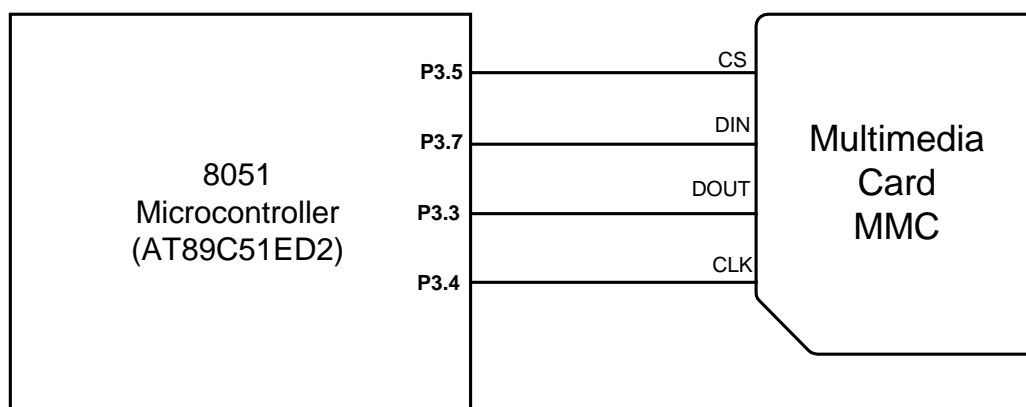 P3.5
CS
P3.7
DIN
8051
Microcontroller
(AT89C51ED2)
P3.3
DOUT
P3.4
CLK
Multimedia
Card
MMC